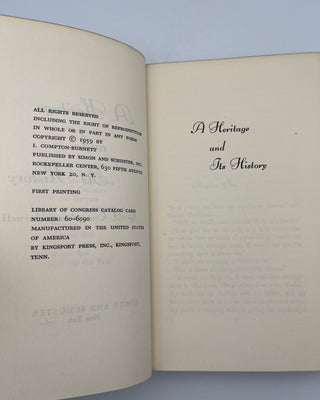 ALL RIGHTS RESERVED
INCLUDING THE RIGHT OF REPRODUCTION
IN WHOLE OR IN PART IN ANY FORM
COPYRIGHT © 1959 BY
I. COMPTON-BURNETT
PUBLISHED BY SIMON AND SCHUSTER, INC.
ROCKEFELLER CENTER, 630 FIFTH AVENUE
NEW YORK 20, N. Y.
FIRST PRINTING
LIBRARY OF CONGRESS CATALOG CARD
NUMBER: 60-6090
MANUFACTURED IN THE UNITED STATES
OF AMERICA
BY KINGSPORT PRESS, INC., KINGSPORT,
TENN.
A Heritage
and
Its History